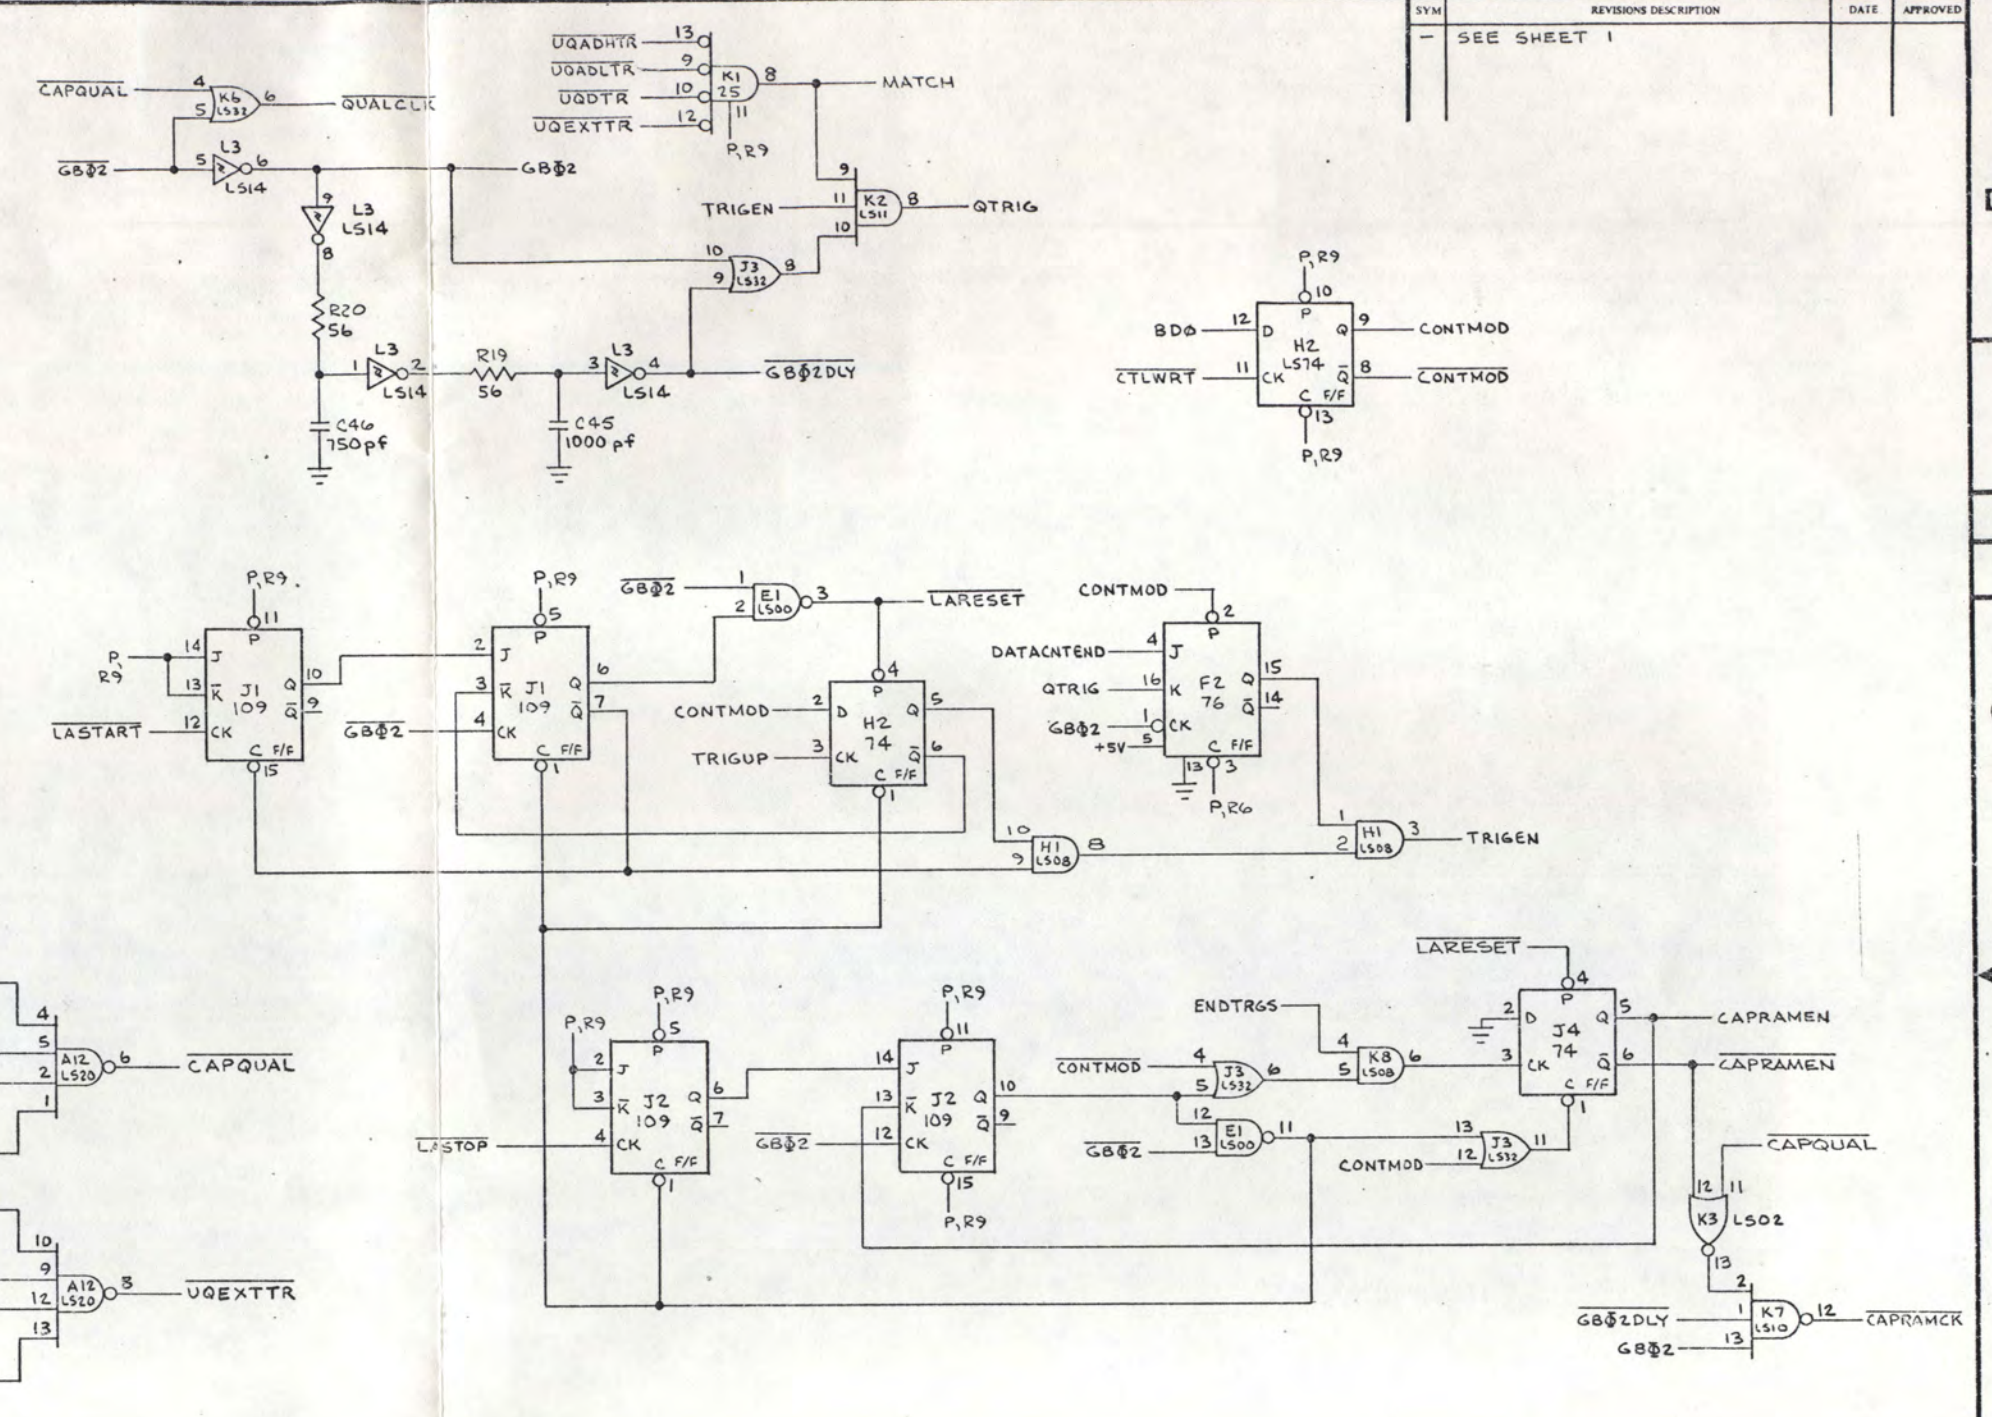 SYM REVISIONS DESCRIPTION DATE APPROVED
– SEE SHEET 1
CAPQUAL 4 K6 LS32 6 QUALCLK
5
GBΦ2 5 L3 LS14 6 GBΦ2
9 L3 LS14 8
R20 56
1 L3 LS14 2 R19 56 3 L3 LS14 4 GBΦ2DLY
C46 750pf
C45 1000pf
UQADHTR 13
UQADLTR 9 K1 25 8 MATCH
UQDTR 10
UQEXTTR 12
11
P,R9
9
TRIGEN 11 K2 LS11 8 QTRIG
10
10 J3 LS32 8
9
P,R9
10
P
BDØ 12 D Q 9 CONTMOD
H2 LS74
CTLWRT 11 CK Q 8 CONTMOD
C F/F
13
P,R9
P,R9
11
P
P, R9 14 J
13 K J1 109 Q 10
Q 9
LASTART 12 CK
C F/F
15
P,R9
5
P
2 J
3 K J1 109 Q 6
Q 7
GBΦ2 4 CK
C F/F
1
GBΦ2 1 E1 LS00 3 LARESET
2
4
P
CONTMOD 2 D Q 5
H2 74
TRIGUP 3 CK Q 6
C F/F
1
CONTMOD 2
P
DATACNTEND 4 J
Q 15
QTRIG 16 K F2 76
Q 14
GBΦ2 1 CK
+5V 5
C F/F
13 3
P,R6
10 H1 LS08 8
9
1 H1 LS08 3 TRIGEN
2
4
5 A12 LS20 6 CAPQUAL
2
1
10
9 A12 LS20 8 UQEXTTR
12
13
P,R9
P,R9 5
P
2 J
3 K J2 109 Q 6
Q 7
LASTOP 4 CK
C F/F
1
P,R9
11
P
14 J
13 K J2 109 Q 10
Q 9
GBΦ2 12 CK
C F/F
15
P,R9
ENDTRGS 4 K8 LS08 6
5
CONTMOD 4 J3 LS32 6
5
12 E1 LS00 11
GBΦ2 13
13 J3 LS32 11
CONTMOD 12
LARESET 4
P
2 D Q 5 CAPRAMEN
J4 74
3 CK Q 6 CAPRAMEN
C F/F
1
CAPQUAL
12 11
K3 LS02
13
2
GBΦ2DLY 1 K7 LS10 12 CAPRAMCK
GBΦ2 13